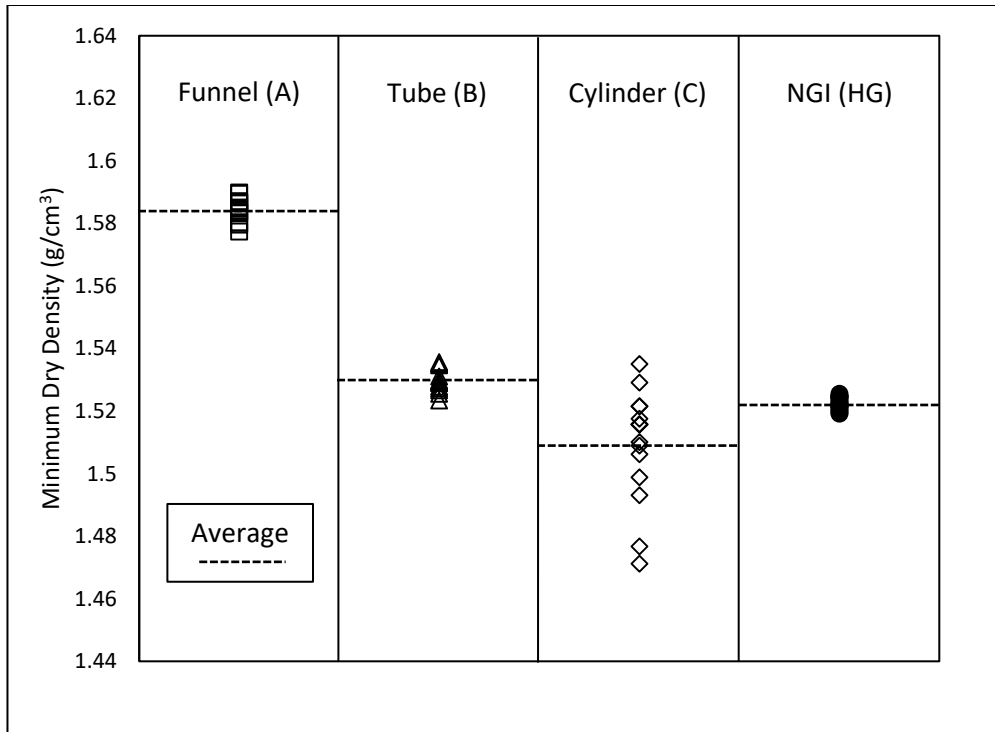 Minimum Dry Density (g/cm³)
1.64
1.62
1.6
1.58
1.56
1.54
1.52
1.5
1.48
1.46
1.44
Funnel (A)
Tube (B)
Cylinder (C)
NGI (HG)
Average